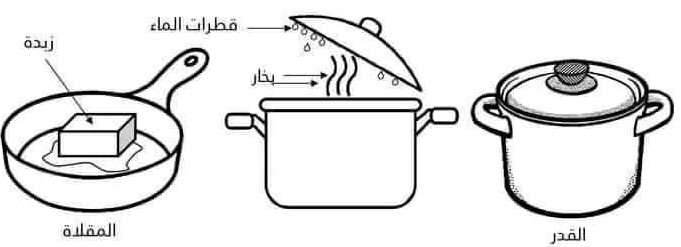 قطرات الماء
زبدة
بخار
المقلاة
القدر